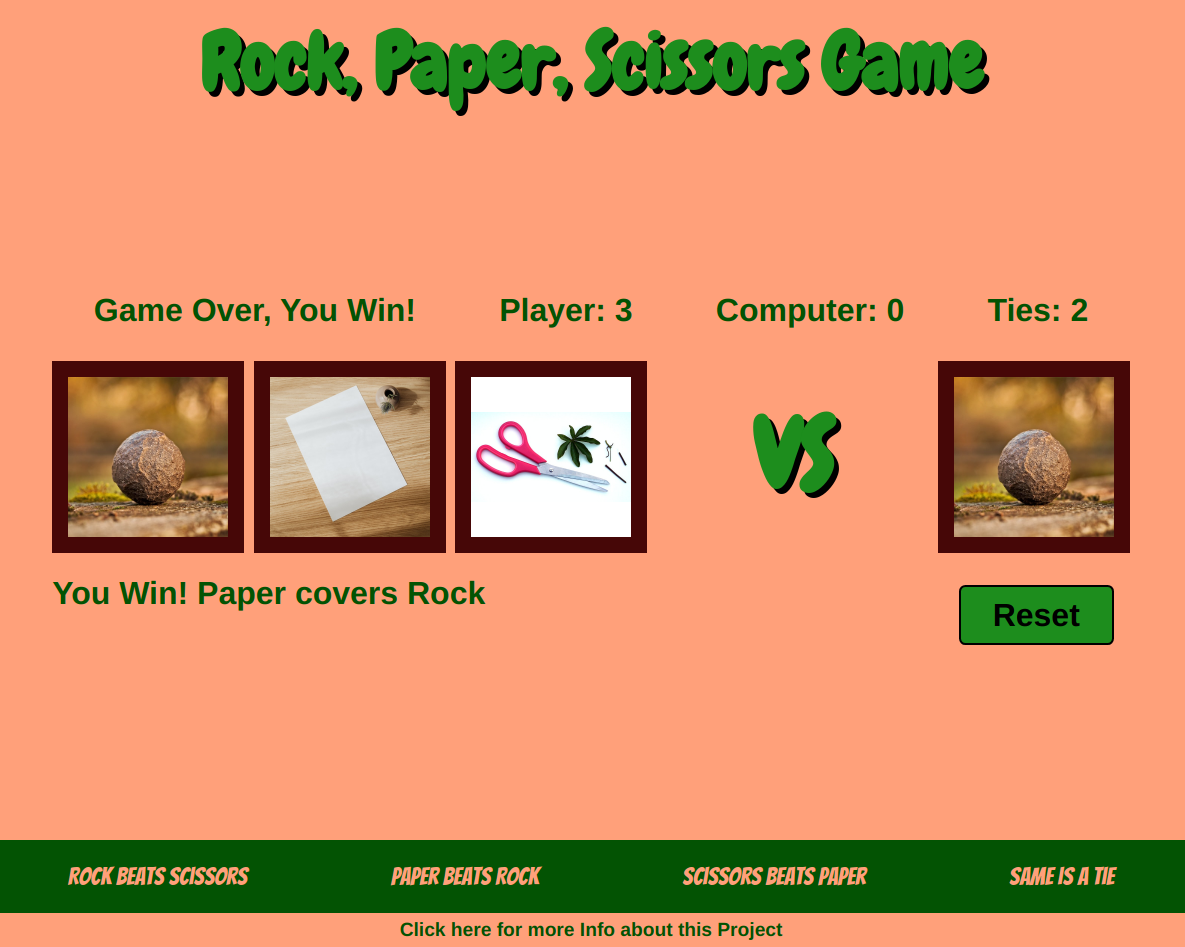 Rock, Paper, Scissors Game
Game Over, You Win! Player: 3 Computer: 0 Ties: 2
VS
You Win! Paper covers Rock
Reset
ROCK BEATS SCISSORS PAPER BEATS ROCK SCISSORS BEATS PAPER SAME IS A TIE
Click here for more Info about this Project